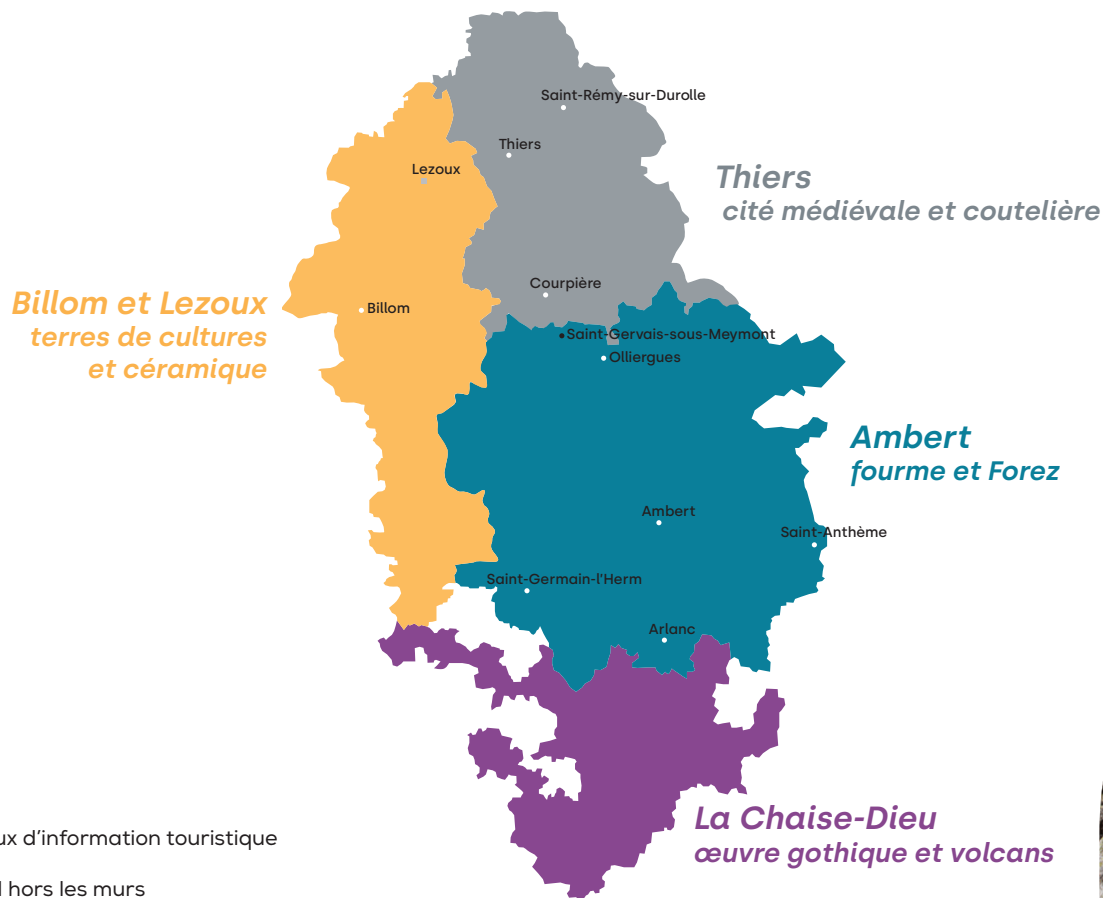 Saint-Rémy-sur-Durolle
Thiers
Lezoux
Thiers
cité médiévale et coutelière
Courpière
Billom et Lezoux
terres de cultures
et céramique
Billom
Saint-Gervais-sous-Meymont
Olliergues
Ambert
fourme et Forez
Ambert
Saint-Anthème
Saint-Germain-l'Herm
Arlanc
La Chaise-Dieu
œuvre gothique et volcans
d'information touristique
hors les murs